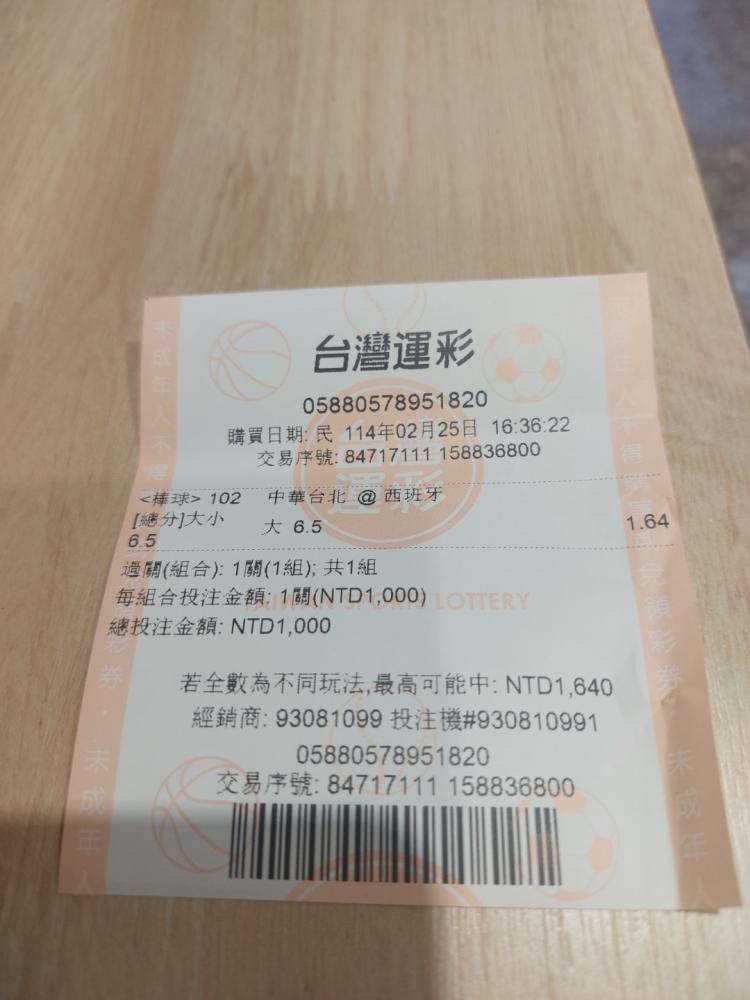 台灣運彩
05880578951820
購買日期: 民 114年02月25日 16:36:22
交易序號: 84717111 158836800
<棒球> 102 中華台北 @ 西班牙
[總分]大小 大 6.5 1.64
6.5
過關(組合): 1關(1組); 共1組
每組合投注金額: 1關(NTD1,000)
TAIWAN SPORTS LOTTERY
總投注金額: NTD1,000
若全數為不同玩法,最高可能中: NTD1,640
經銷商: 93081099 投注機#930810991
05880578951820
交易序號: 84717111 158836800